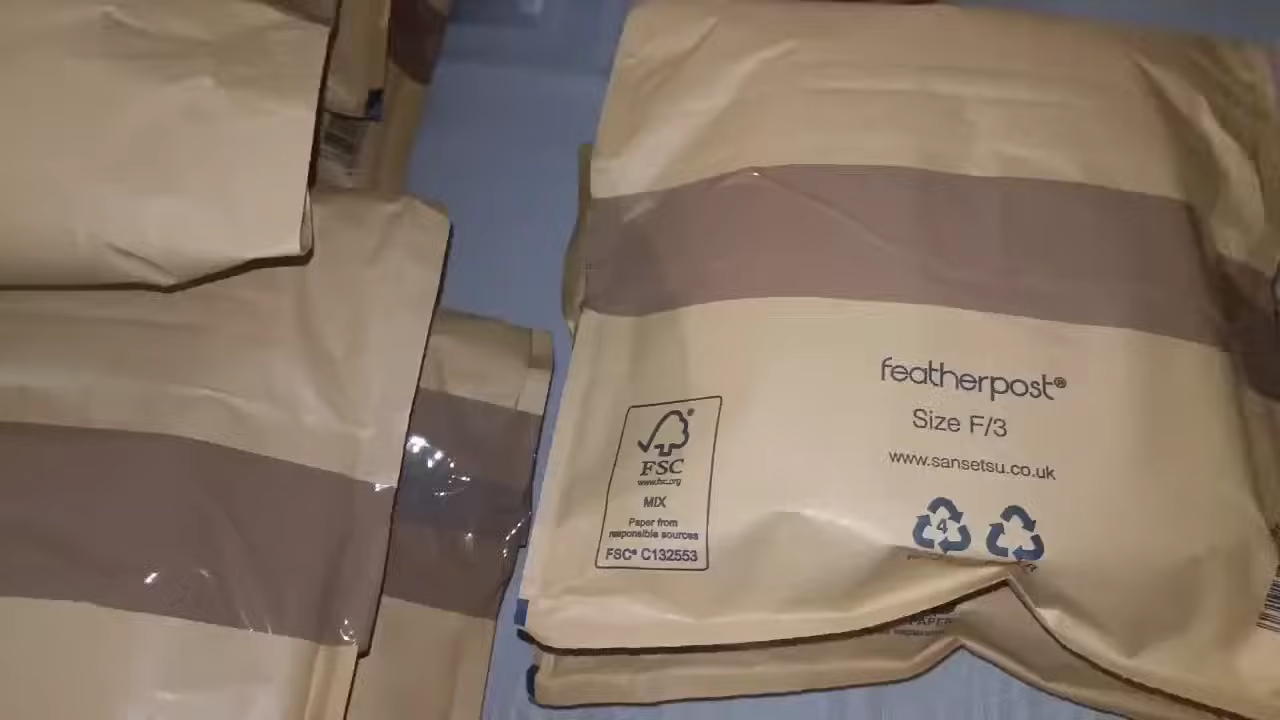 featherpost®
Size F/3
www.sansetsu.co.uk
4
FSC®
www.fsc.org
MIX
Paper from
responsible sources
FSC® C132553
PAPER